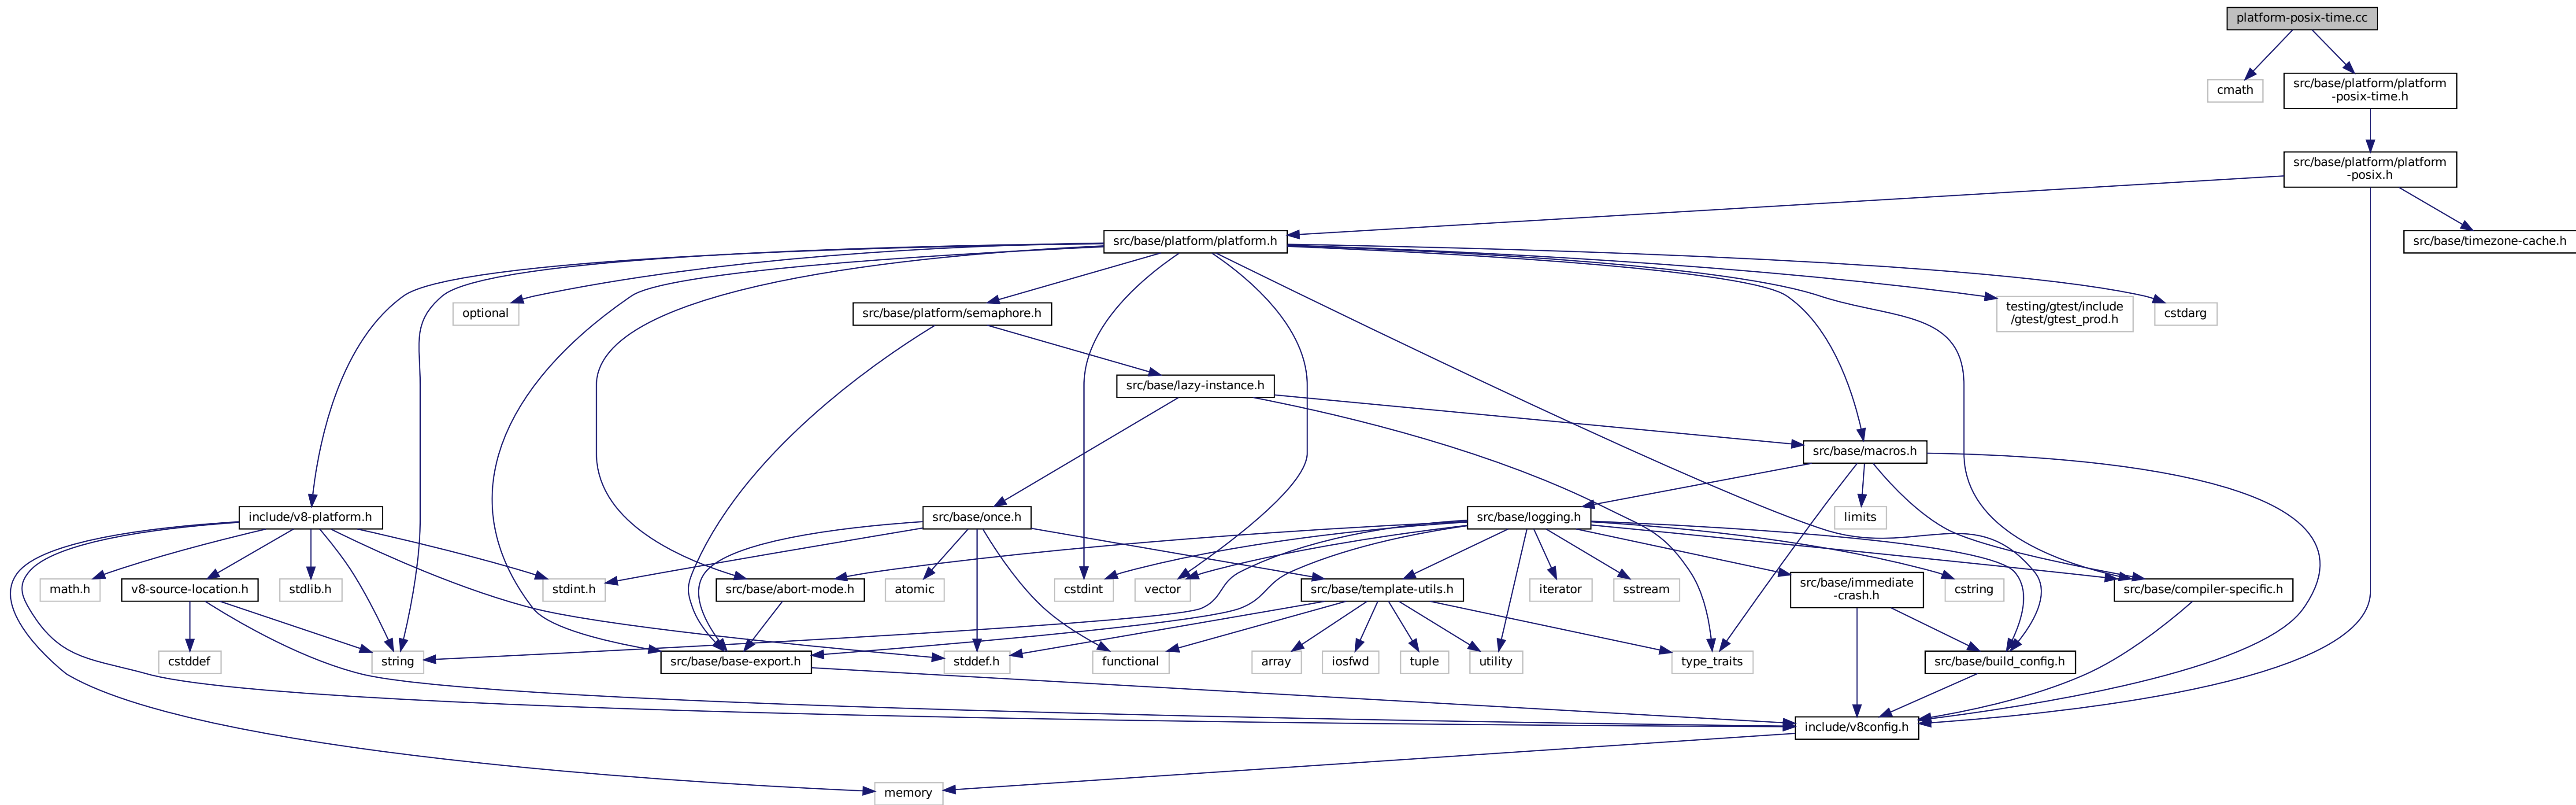 platform-posix-time.cc
cmath
src/base/platform/platform
-posix-time.h
src/base/platform/platform
-posix.h
src/base/platform/platform.h
src/base/timezone-cache.h
optional
src/base/platform/semaphore.h
testing/gtest/include
/gtest/gtest_prod.h
cstdarg
src/base/lazy-instance.h
src/base/macros.h
include/v8-platform.h
src/base/once.h
src/base/logging.h
limits
math.h
v8-source-location.h
stdlib.h
stdint.h
src/base/abort-mode.h
atomic
cstdint
vector
src/base/template-utils.h
iterator
sstream
src/base/immediate
-crash.h
cstring
src/base/compiler-specific.h
cstddef
string
src/base/base-export.h
stddef.h
functional
array
iosfwd
tuple
utility
type_traits
src/base/build_config.h
include/v8config.h
memory